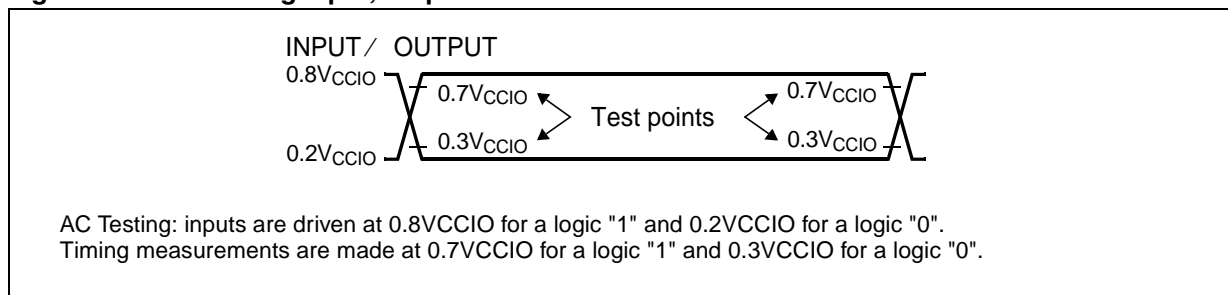 INPUT/ OUTPUT
0.8VCCIO
0.7VCCIO
0.7VCCIO
Test points
0.3VCCIO
0.3VCCIO
0.2VCCIO
AC Testing: inputs are driven at 0.8VCCIO for a logic "1" and 0.2VCCIO for a logic "0".
Timing measurements are made at 0.7VCCIO for a logic "1" and 0.3VCCIO for a logic "0".